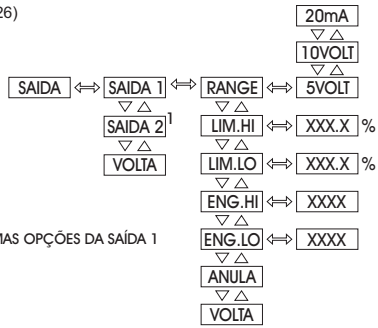 26)
20mA
10VOLT
SAIDA SAIDA 1 RANGE 5VOLT
SAIDA 2 1 LIM.HI XXX.X %
VOLTA LIM.LO XXX.X %
ENG.HI XXXX
OPÇÕES DA SAÍDA 1 ENG.LO XXXX
ANULA
VOLTA